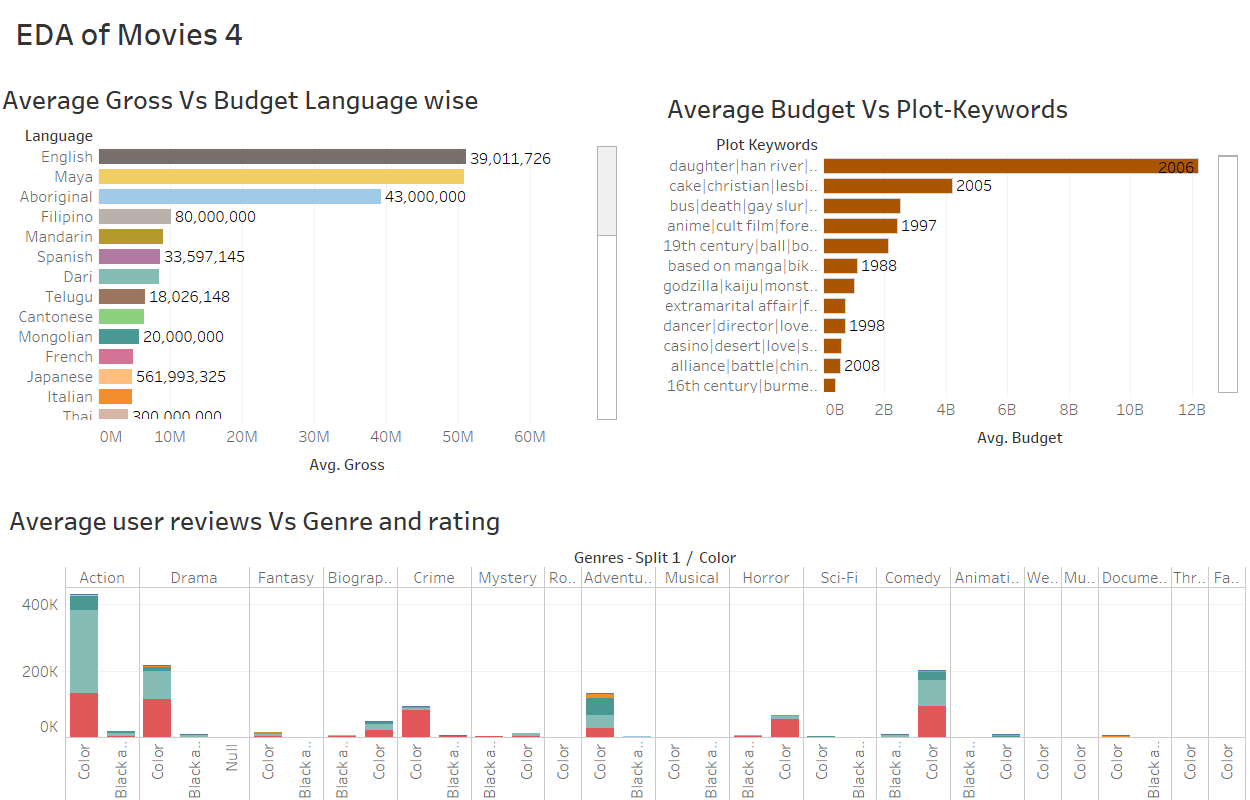 EDA of Movies 4
Average Gross Vs Budget Language wise
Language
English 39,011,726
Maya
Aboriginal 43,000,000
Filipino 80,000,000
Mandarin
Spanish 33,597,145
Dari
Telugu 18,026,148
Cantonese
Mongolian 20,000,000
French
Japanese 561,993,325
Italian
Thai 300,000,000
0M 10M 20M 30M 40M 50M 60M
Avg. Gross
Average Budget Vs Plot-Keywords
Plot Keywords
daughter|han river|.. 2006
cake|christian|lesbi.. 2005
bus|death|gay slur|..
anime|cult film|fore.. 1997
19th century|ball|bo..
based on manga|bik.. 1988
godzilla|kaiju|monst..
extramarital affair|f..
dancer|director|love.. 1998
casino|desert|love|s..
alliance|battle|chin.. 2008
16th century|burme..
0B 2B 4B 6B 8B 10B 12B
Avg. Budget
Average user reviews Vs Genre and rating
Genres - Split 1 / Color
Action Drama Fantasy Biograp.. Crime Mystery Ro.. Adventu.. Musical Horror Sci-Fi Comedy Animati.. We.. Mu.. Docume.. Thr.. Fa..
400K
200K
0K
Color Black a.. Color Black a.. Null Color Black a.. Black a.. Color Color Black a.. Black a.. Color Color Color Black a.. Color Black a.. Black a.. Color Color Black a.. Black a.. Color Black a.. Color Color Color Color Black a.. Color Color